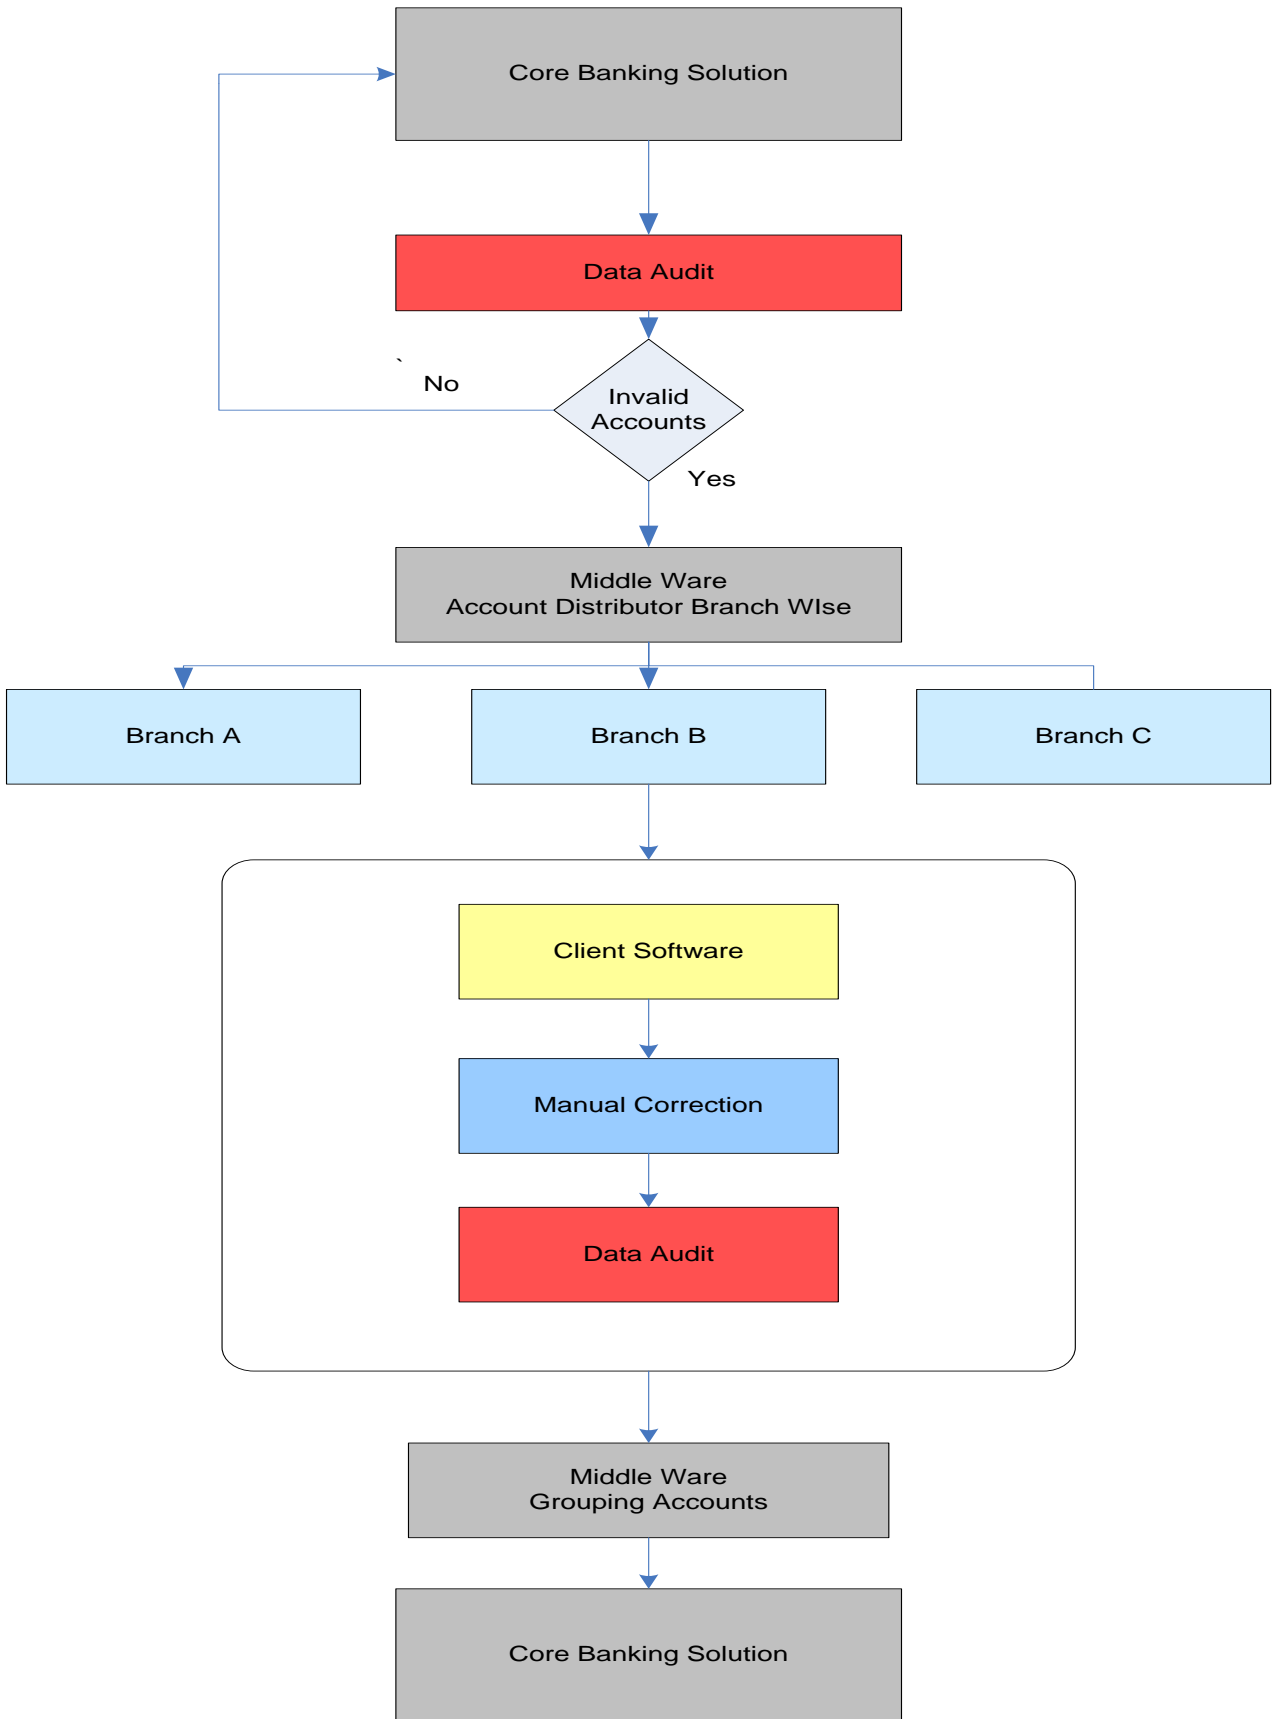 Core Banking Solution
Data Audit
`
No
Invalid
Accounts
Yes
Middle Ware
Account Distributor Branch WIse
Branch A
Branch B
Branch C
Client Software
Manual Correction
Data Audit
Middle Ware
Grouping Accounts
Core Banking Solution